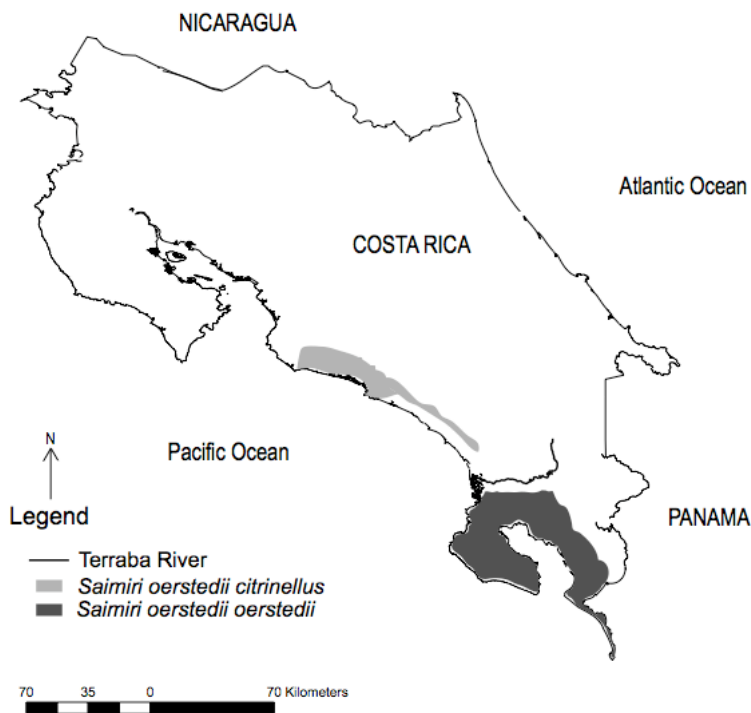 NICARAGUA
Atlantic Ocean
COSTA RICA
Pacific Ocean
N
PANAMA
Legend
Terraba River
Saimiri oerstedii citrinellus
Saimiri oerstedii oerstedii
70 35 0 70 Kilometers